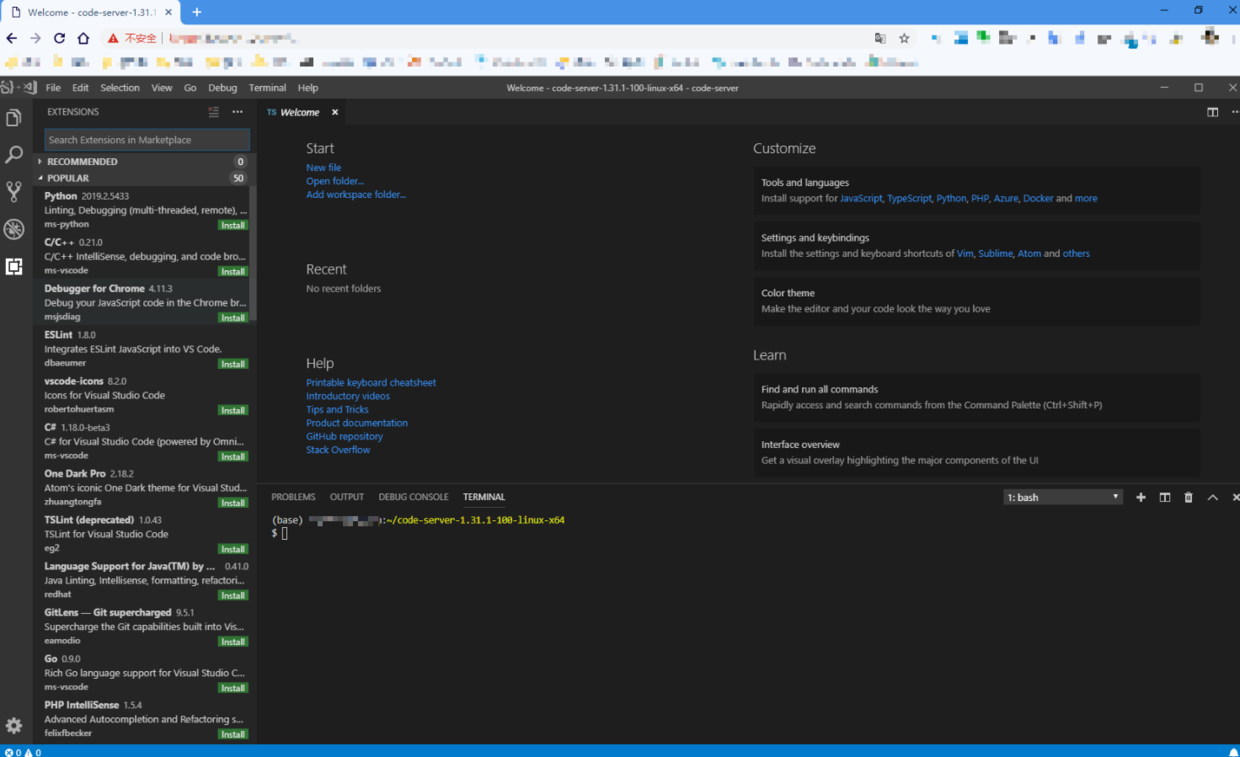 Welcome - code-server-1.31.1
不安全
File Edit Selection View Go Debug Terminal Help
Welcome - code-server-1.31.1-100-linux-x64 - code-server
EXTENSIONS
Search Extensions in Marketplace
RECOMMENDED 0
POPULAR 50
Python 2019.2.5433
Linting, Debugging (multi-threaded, remote), ...
ms-python Install
C/C++ 0.21.0
C/C++ IntelliSense, debugging, and code bro...
ms-vscode Install
Debugger for Chrome 4.11.3
Debug your JavaScript code in the Chrome br...
msjsdiag Install
ESLint 1.8.0
Integrates ESLint JavaScript into VS Code.
dbaeumer Install
vscode-icons 8.2.0
Icons for Visual Studio Code
robertohuertasm Install
C# 1.18.0-beta3
C# for Visual Studio Code (powered by Omni...
ms-vscode Install
One Dark Pro 2.18.2
Atom's iconic One Dark theme for Visual Stud...
zhuangtongfa Install
TSLint (deprecated) 1.0.43
TSLint for Visual Studio Code
eg2 Install
Language Support for Java(TM) by ... 0.41.0
Java Linting, Intellisense, formatting, refactori...
redhat Install
GitLens — Git supercharged 9.5.1
Supercharge the Git capabilities built into Vis...
eamodio Install
Go 0.9.0
Rich Go language support for Visual Studio C...
ms-vscode Install
PHP IntelliSense 1.5.4
Advanced Autocompletion and Refactoring s...
felixfbecker Install
TS Welcome
Start
New file
Open folder...
Add workspace folder...
Recent
No recent folders
Help
Printable keyboard cheatsheet
Introductory videos
Tips and Tricks
Product documentation
GitHub repository
Stack Overflow
Customize
Tools and languages
Install support for JavaScript, TypeScript, Python, PHP, Azure, Docker and more
Settings and keybindings
Install the settings and keyboard shortcuts of Vim, Sublime, Atom and others
Color theme
Make the editor and your code look the way you love
Learn
Find and run all commands
Rapidly access and search commands from the Command Palette (Ctrl+Shift+P)
Interface overview
Get a visual overlay highlighting the major components of the UI
PROBLEMS OUTPUT DEBUG CONSOLE TERMINAL
1: bash
(base) :~/code-server-1.31.1-100-linux-x64
$
0 0